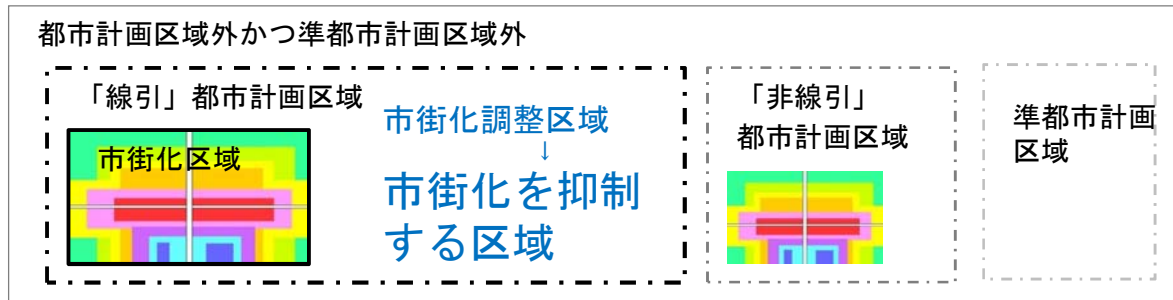 都市計画区域外かつ準都市計画区域外
「線引」都市計画区域
市街化区域
市街化調整区域
↓
市街化を抑制
する区域
「非線引」
都市計画区域
準都市計画
区域